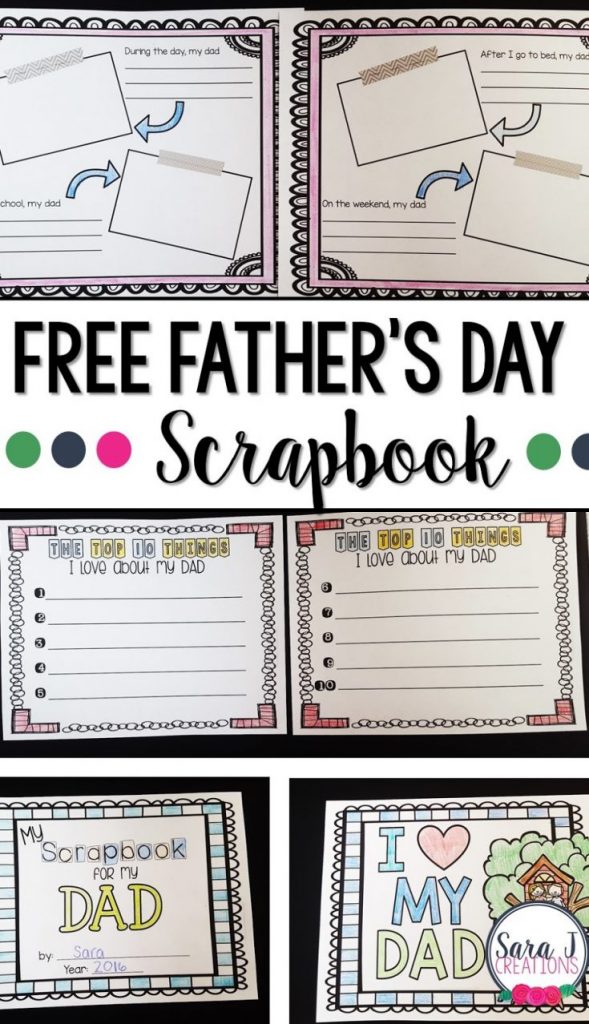 During the day, my dad
school, my dad
After I go to bed, my dad
On the weekend, my dad
FREE FATHER'S DAY
Scrapbook
THE TOP 10 THINGS
I LOVE ABOUT MY DAD
1
2
3
4
5
THE TOP 10 THINGS
I LOVE ABOUT MY DAD
6
7
8
9
10
My
Scrapbook
FOR MY
DAD
by: Sara
Year: 2016
I
MY
DAD
Sara J
CREATIONS